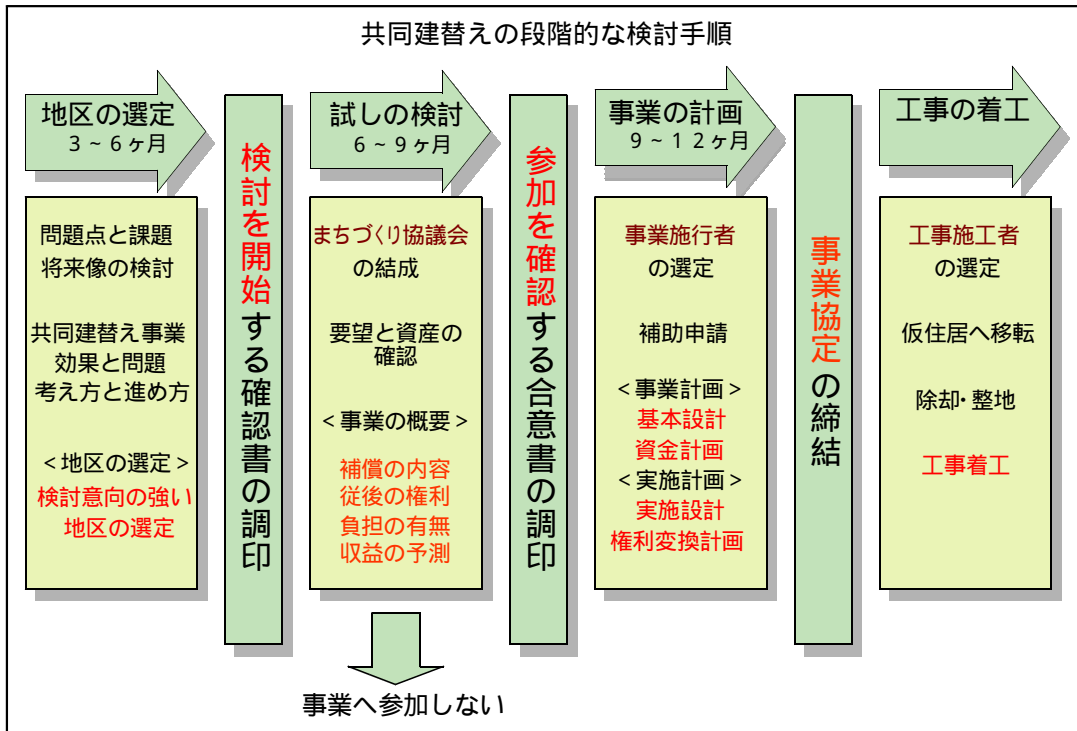 共同建替えの段階的な検討手順
地区の選定
3~6ヶ月
問題点と課題
将来像の検討
共同建替え事業
効果と問題
考え方と進め方
<地区の選定>
検討意向の強い
地区の選定
検討を開始する確認書の調印
試しの検討
6~9ヶ月
まちづくり協議会
の結成
要望と資産の
確認
<事業の概要>
補償の内容
従後の権利
負担の有無
収益の予測
事業へ参加しない
参加を確認する合意書の調印
事業の計画
9~12ヶ月
事業施行者
の選定
補助申請
<事業計画>
基本設計
資金計画
<実施計画>
実施設計
権利変換計画
事業協定の締結
工事の着工
工事施工者
の選定
仮住居へ移転
除却・整地
工事着工